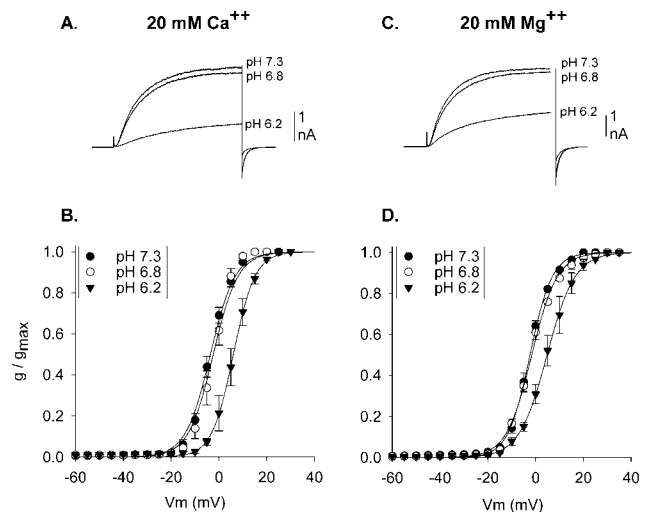 A. 20 mM Ca++
pH 7.3
pH 6.8
pH 6.2
1
nA
C. 20 mM Mg++
pH 7.3
pH 6.8
pH 6.2
1
nA
B.
pH 7.3
pH 6.8
pH 6.2
g / gmax
1.0
0.8
0.6
0.4
0.2
0.0
-60 -40 -20 0 20 40
Vm (mV)
D.
pH 7.3
pH 6.8
pH 6.2
1.0
0.8
0.6
0.4
0.2
0.0
-60 -40 -20 0 20 40
Vm (mV)